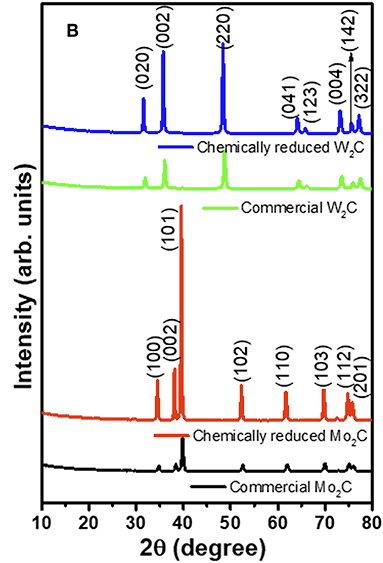 B
(020)
(002)
(220)
(041)
(123)
(004)
(142)
(322)
Chemically reduced W₂C
Commercial W₂C
(100)
(002)
(101)
(102)
(110)
(103)
(112)
(201)
Chemically reduced Mo₂C
Commercial Mo₂C
Intensity (arb. units)
10 20 30 40 50 60 70 80
2θ (degree)